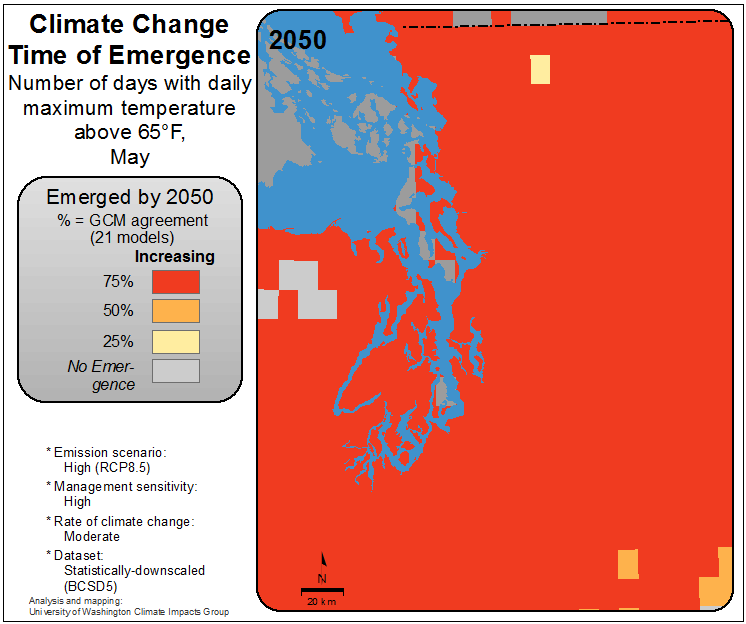 Climate Change
Time of Emergence
Number of days with daily
maximum temperature
above 65°F,
May
Emerged by 2050
% = GCM agreement
(21 models)
Increasing
75%
50%
25%
No Emer-
gence
* Emission scenario:
High (RCP8.5)
* Management sensitivity:
High
* Rate of climate change:
Moderate
* Dataset:
Statistically-downscaled
(BCSD5)
Analysis and mapping:
University of Washington Climate Impacts Group
2050
N
20 km